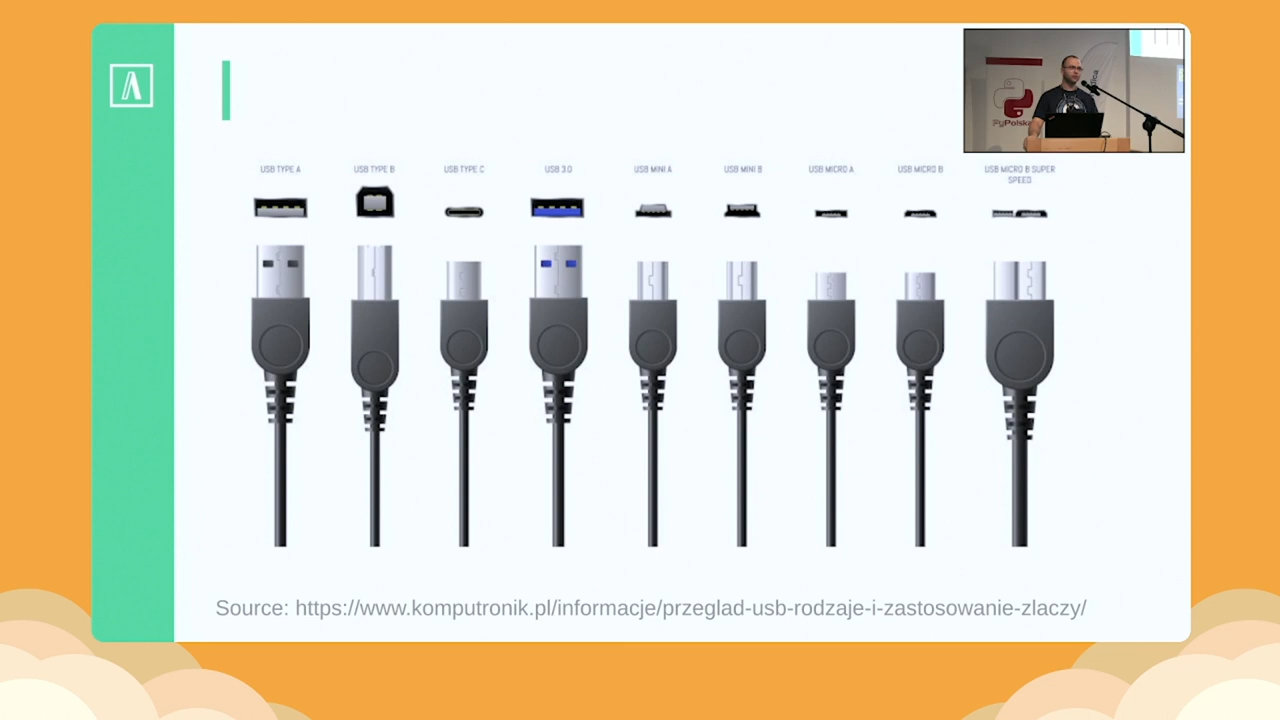 USB TYPE A
USB TYPE B
USB TYPE C
USB 3.0
USB MINI A
USB MINI B
USB MICRO A
USB MICRO B
USB MICRO B SUPER
SPEED
PyPolska
Source: https://www.komputronik.pl/informacje/przeglad-usb-rodzaje-i-zastosowanie-zlaczy/